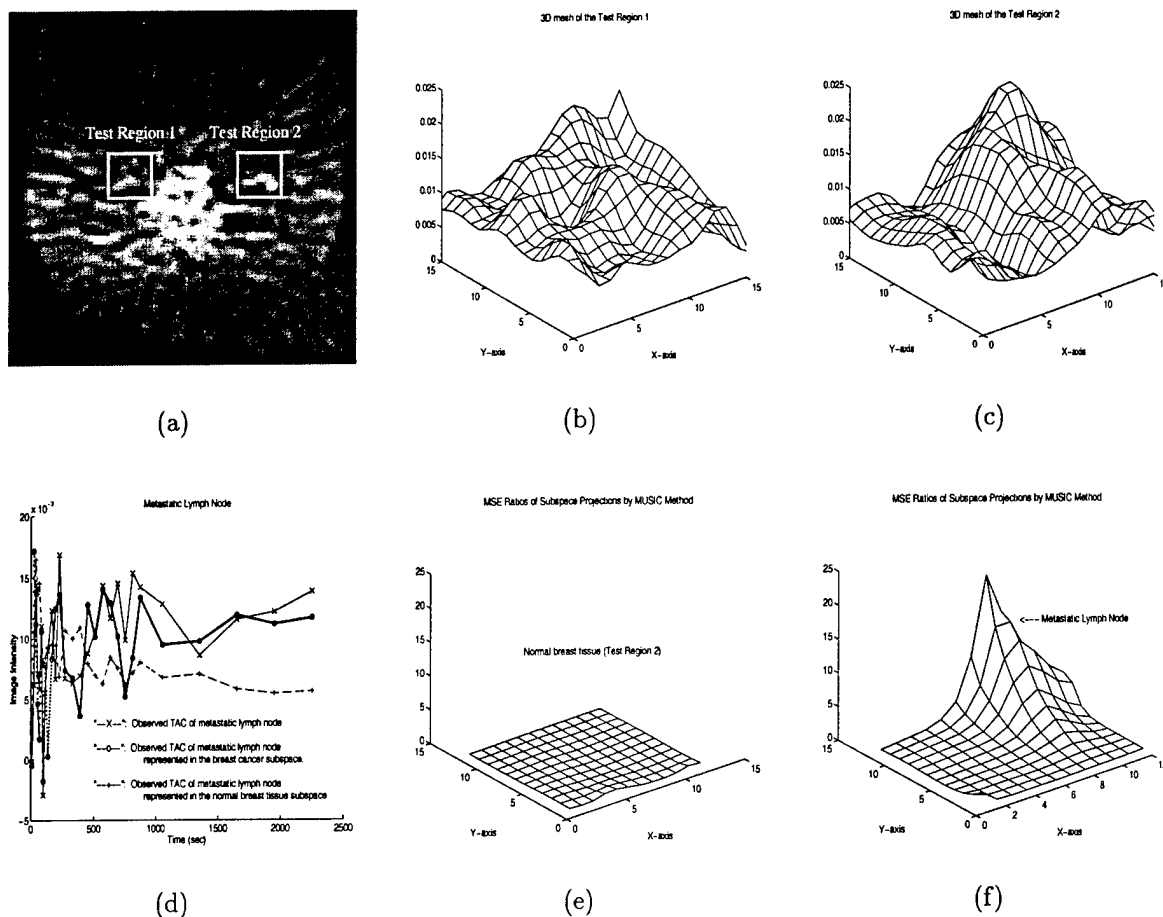 Test Region 1
Test Region 2
(a)
3D mesh of the Test Region 1
0.025
0.02
0.015
0.01
0.005
0
15
10
5
0
0
5
10
15
Y-axis
X-axis
(b)
3D mesh of the Test Region 2
0.025
0.02
0.015
0.01
0.005
0
15
10
5
0
0
5
10
Y-axis
X-axis
(c)
Metastatic Lymph Node
20
15
10
5
0
-5
0
500
1000
1500
2000
2500
Image Intensity
Time (sec)
"—x—": Observed TAC of metastatic lymph node
"—o—": Observed TAC of metastatic lymph node
represented in the breast cancer subspace.
"—+—": Observed TAC of metastatic lymph node
represented in the normal breast tissue subspace
(d)
MSE Ratios of Subspace Projections by MUSIC Method
25
20
15
10
5
0
Normal breast tissue (Test Region 2)
15
10
5
0
0
5
10
15
Y-axis
X-axis
(e)
MSE Ratios of Subspace Projections by MUSIC Method
25
20
15
10
5
0
<--- Metastatic Lymph Node
15
10
5
0
0
2
4
6
8
10
Y-axis
X-axis
(f)